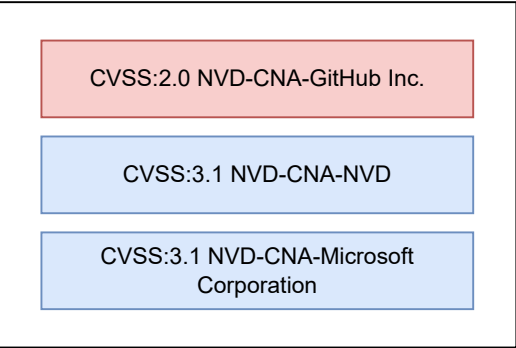 CVSS:2.0 NVD-CNA-GitHub Inc.
CVSS:3.1 NVD-CNA-NVD
CVSS:3.1 NVD-CNA-Microsoft
Corporation